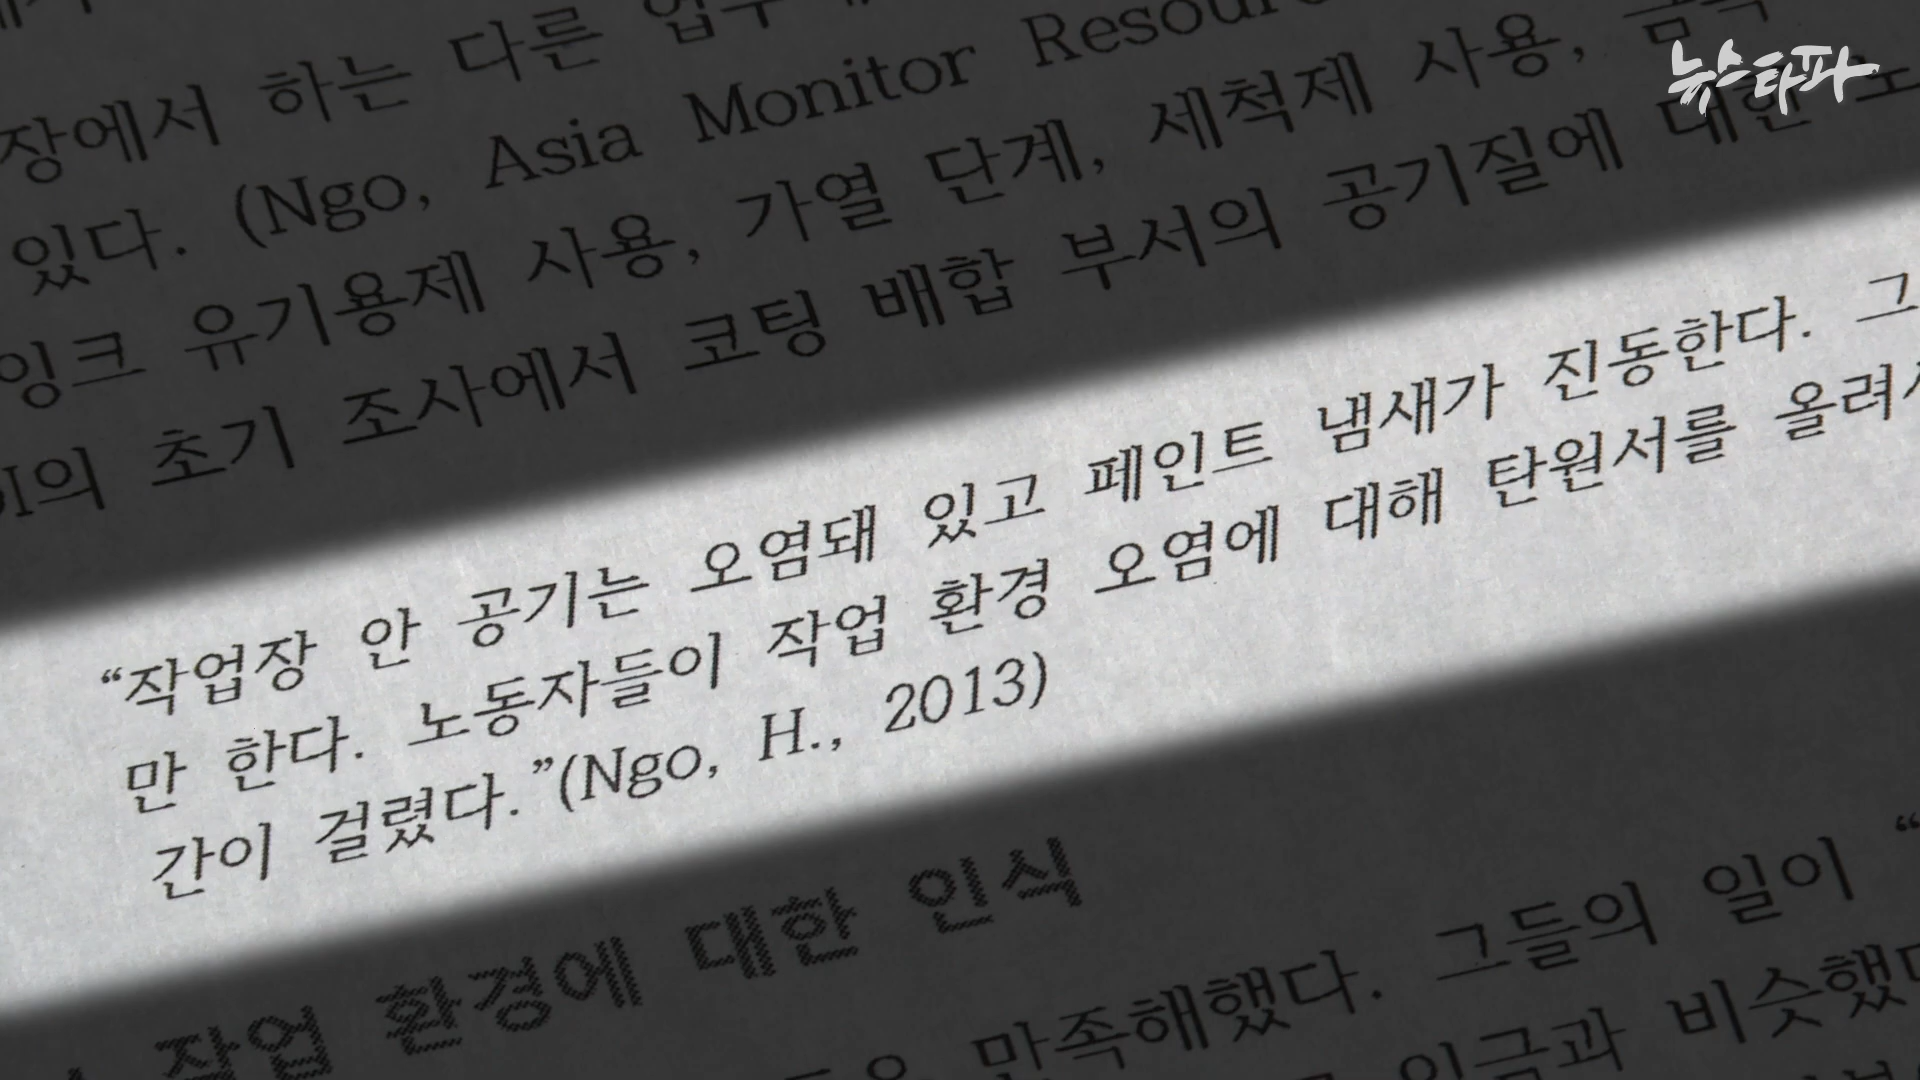 뉴스타파
장에서 하는 다른 업무
있다. (Ngo, Asia Monitor
잉크 유기용제 사용, 가열 단계, 세척제 사용,
의 초기 조사에서 코팅 배합 부서의 공기질에 대한
“작업장 안 공기는 오염돼 있고 페인트 냄새가 진동한다. 그
만 한다. 노동자들이 작업 환경 오염에 대해 탄원서를 올려
간이 걸렸다.”(Ngo, H., 2013)
작업 환경에 대한 인식
만족해했다. 그들의 일이 “
임금과 비슷했